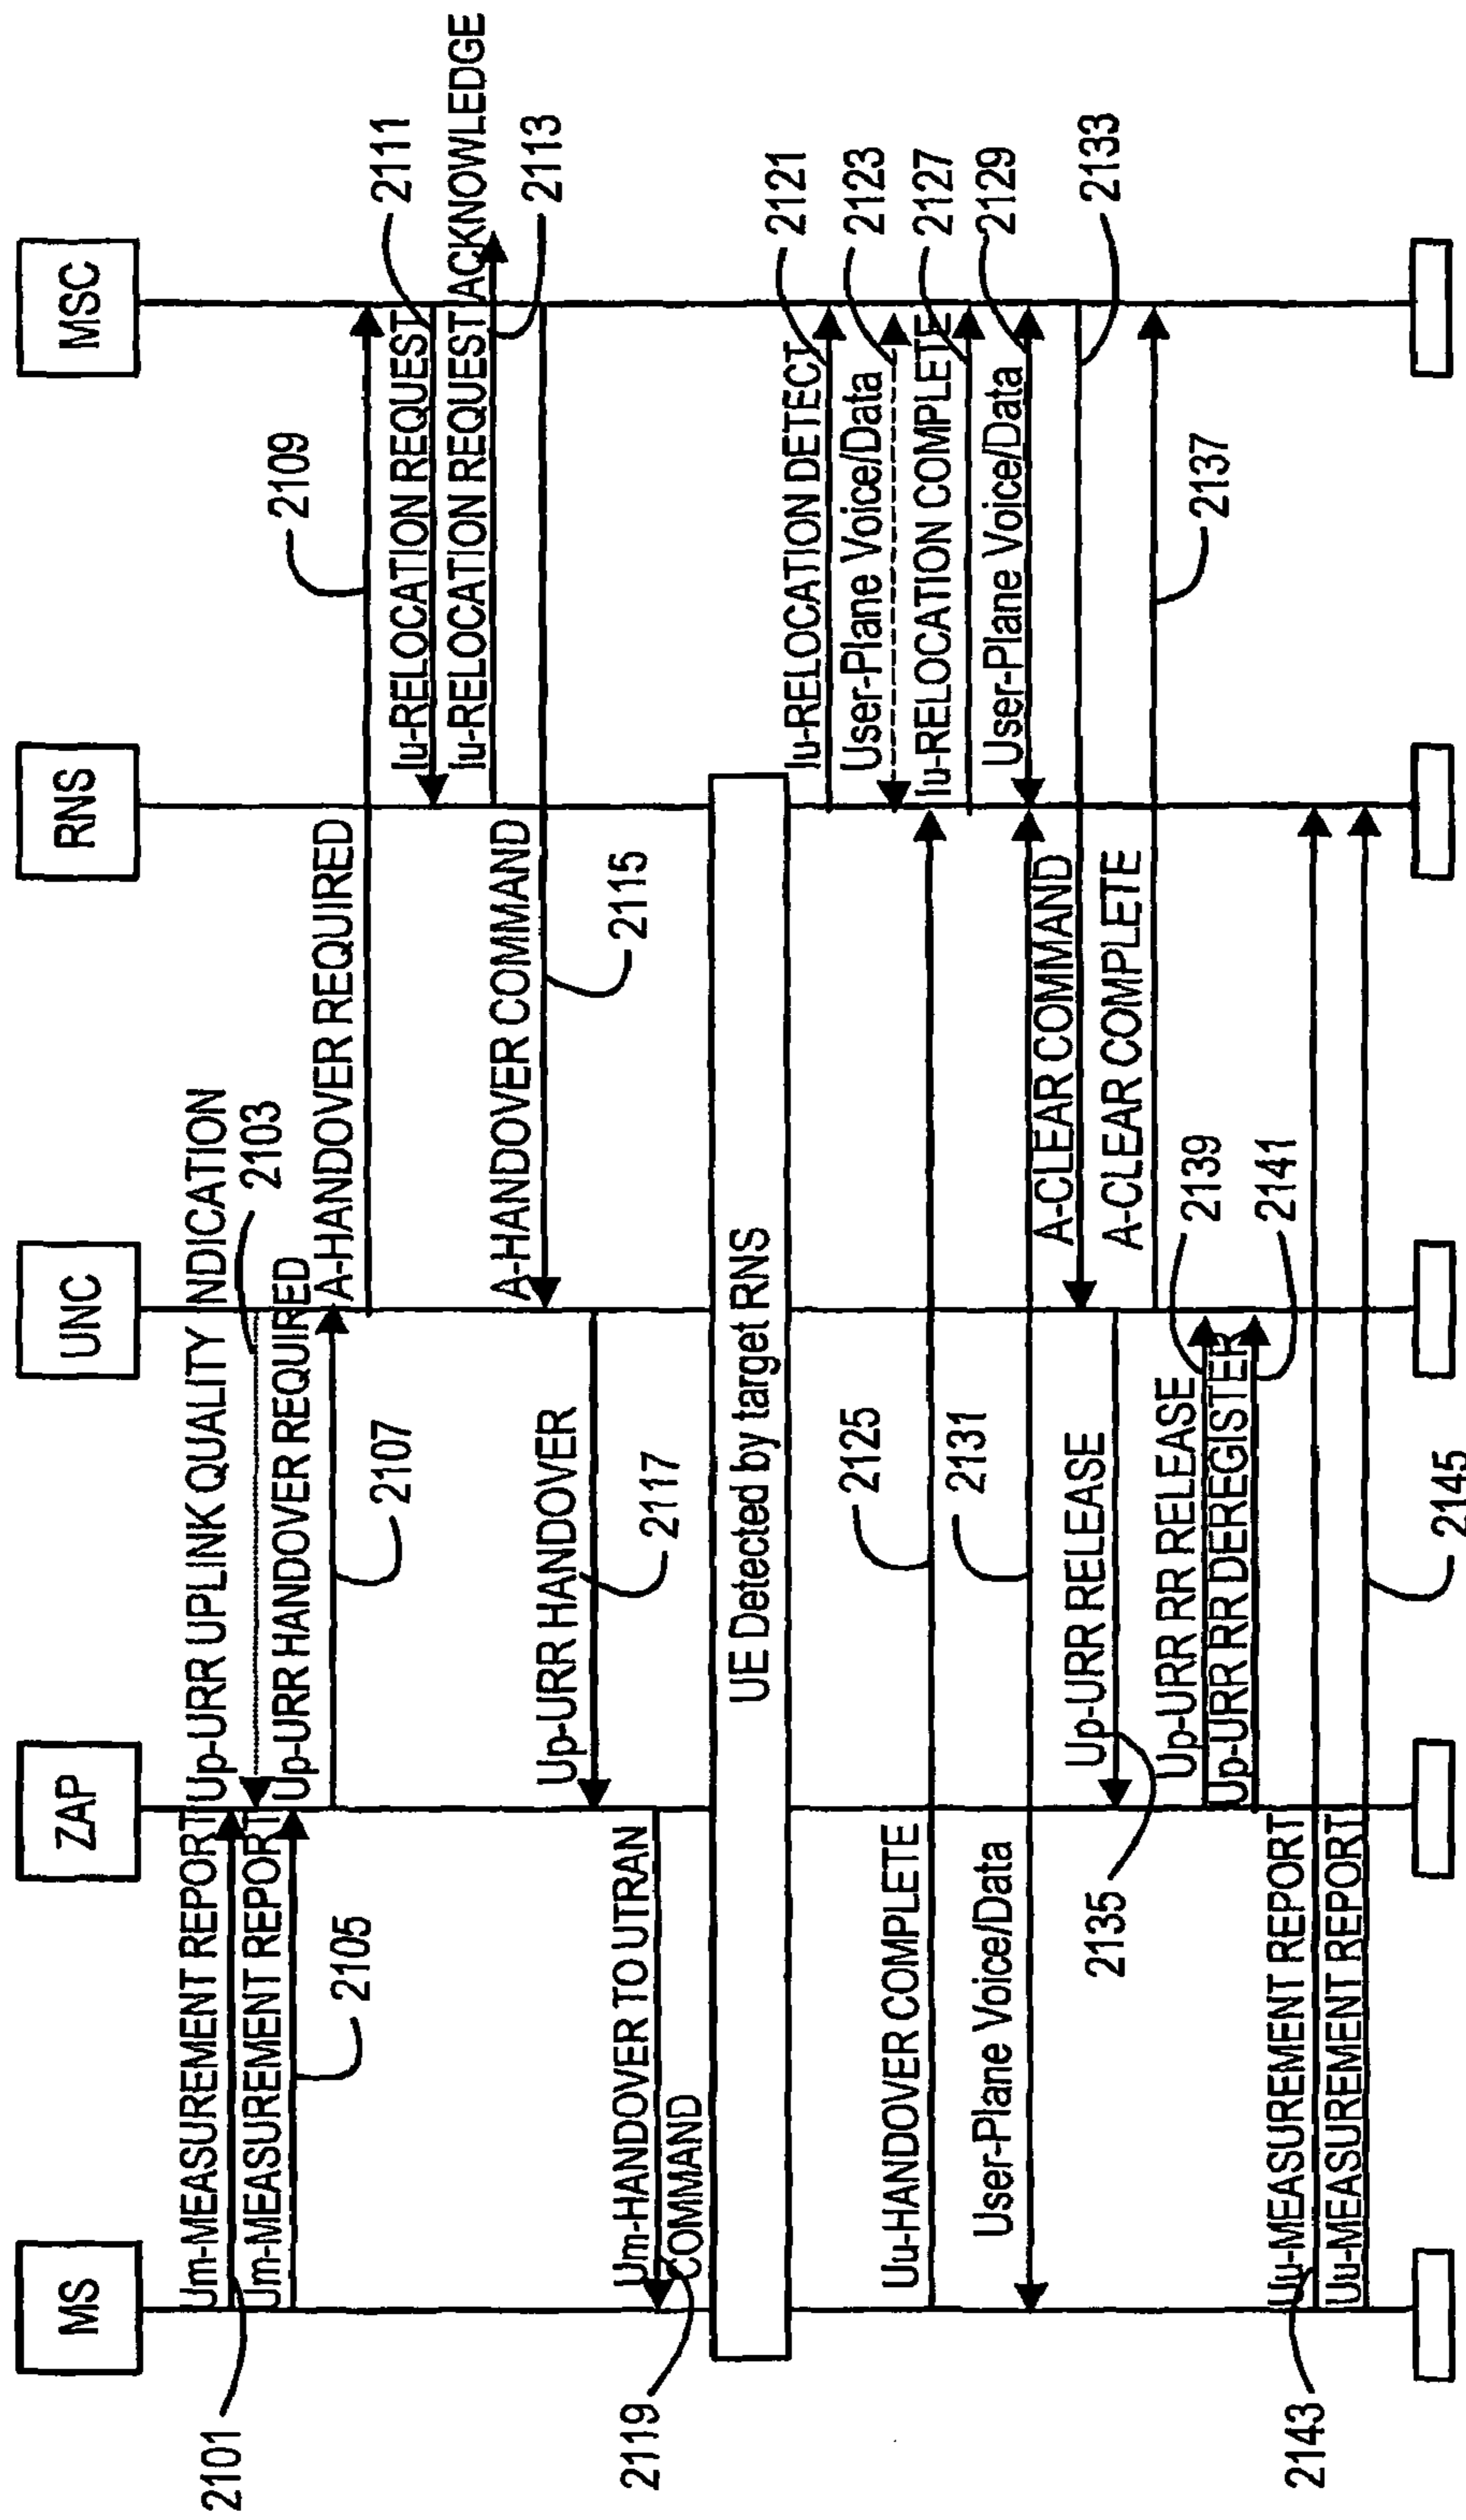 MS
ZAP
UNC
RNS
MSC
2101
Um-MEASUREMENT REPORT
Up-URR UPLINK QUALITY INDICATION
2103
Um-MEASUREMENT REPORT
2105
Up-URR HANDOVER REQUIRED
2107
A-HANDOVER REQUIRED
2109
Iu-RELOCATION REQUEST
2111
Iu-RELOCATION REQUEST ACKNOWLEDGE
2113
A-HANDOVER COMMAND
2115
Up-URR HANDOVER
2117
Um-HANDOVER TO UTRAN
COMMAND
2119
UE Detected by target RNS
Iu-RELOCATION DETECT
2121
User-Plane Voice/Data
2123
Uu-HANDOVER COMPLETE
2125
Iu-RELOCATION COMPLETE
2127
User-Plane Voice/Data
2131
User-Plane Voice/Data
2129
A-CLEAR COMMAND
2133
Up-URR RELEASE
2135
A-CLEAR COMPLETE
2137
Up-URR RR RELEASE
2139
Up-URR RR DEREGISTER
2141
Uu-MEASUREMENT REPORT
2143
Uu-MEASUREMENT REPORT
2145